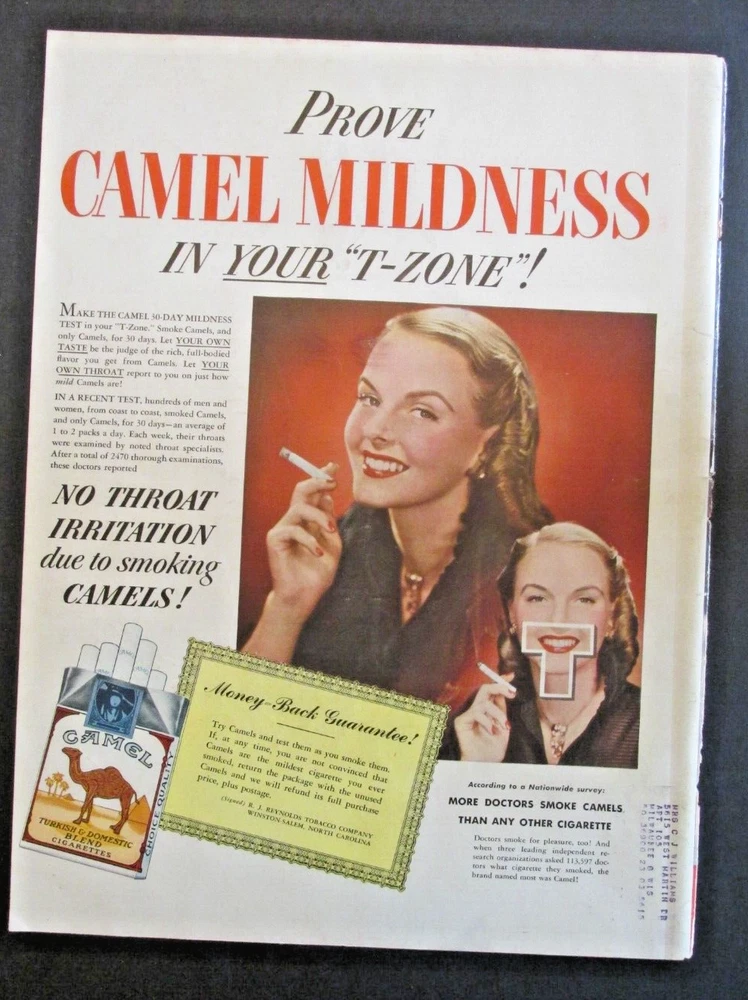 PROVE
CAMEL MILDNESS
IN YOUR "T-ZONE"!
MAKE THE CAMEL 30-DAY MILDNESS
TEST in your "T-Zone." Smoke Camels, and
only Camels, for 30 days. Let YOUR OWN
TASTE be the judge of the rich, full-bodied
flavor you get from Camels. Let YOUR
OWN THROAT report to you on just how
mild Camels are!
IN A RECENT TEST, hundreds of men and
women, from coast to coast, smoked Camels,
and only Camels, for 30 days—an average of
1 to 2 packs a day. Each week, their throats
were examined by noted throat specialists.
After a total of 2470 thorough examinations,
these doctors reported
NO THROAT
IRRITATION
due to smoking
CAMELS!
CAMEL
TURKISH & DOMESTIC
BLEND
CIGARETTES
CHOICE QUALITY
Money-Back Guarantee!
Try Camels and test them as you smoke them.
If, at any time, you are not convinced that
Camels are the mildest cigarette you ever
smoked, return the package with the unused
Camels and we will refund its full purchase
price, plus postage.
(Signed) R. J. REYNOLDS TOBACCO COMPANY
WINSTON-SALEM, NORTH CAROLINA
T
According to a Nationwide survey:
MORE DOCTORS SMOKE CAMELS
THAN ANY OTHER CIGARETTE
Doctors smoke for pleasure, too! And
when three leading independent re-
search organizations asked 113,597 doc-
tors what cigarette they smoked, the
brand named most was Camel!
MRS C J WILLIAMS
561 WEST MARTIN DR
APT 105
MILWAUKEE 0 WIS